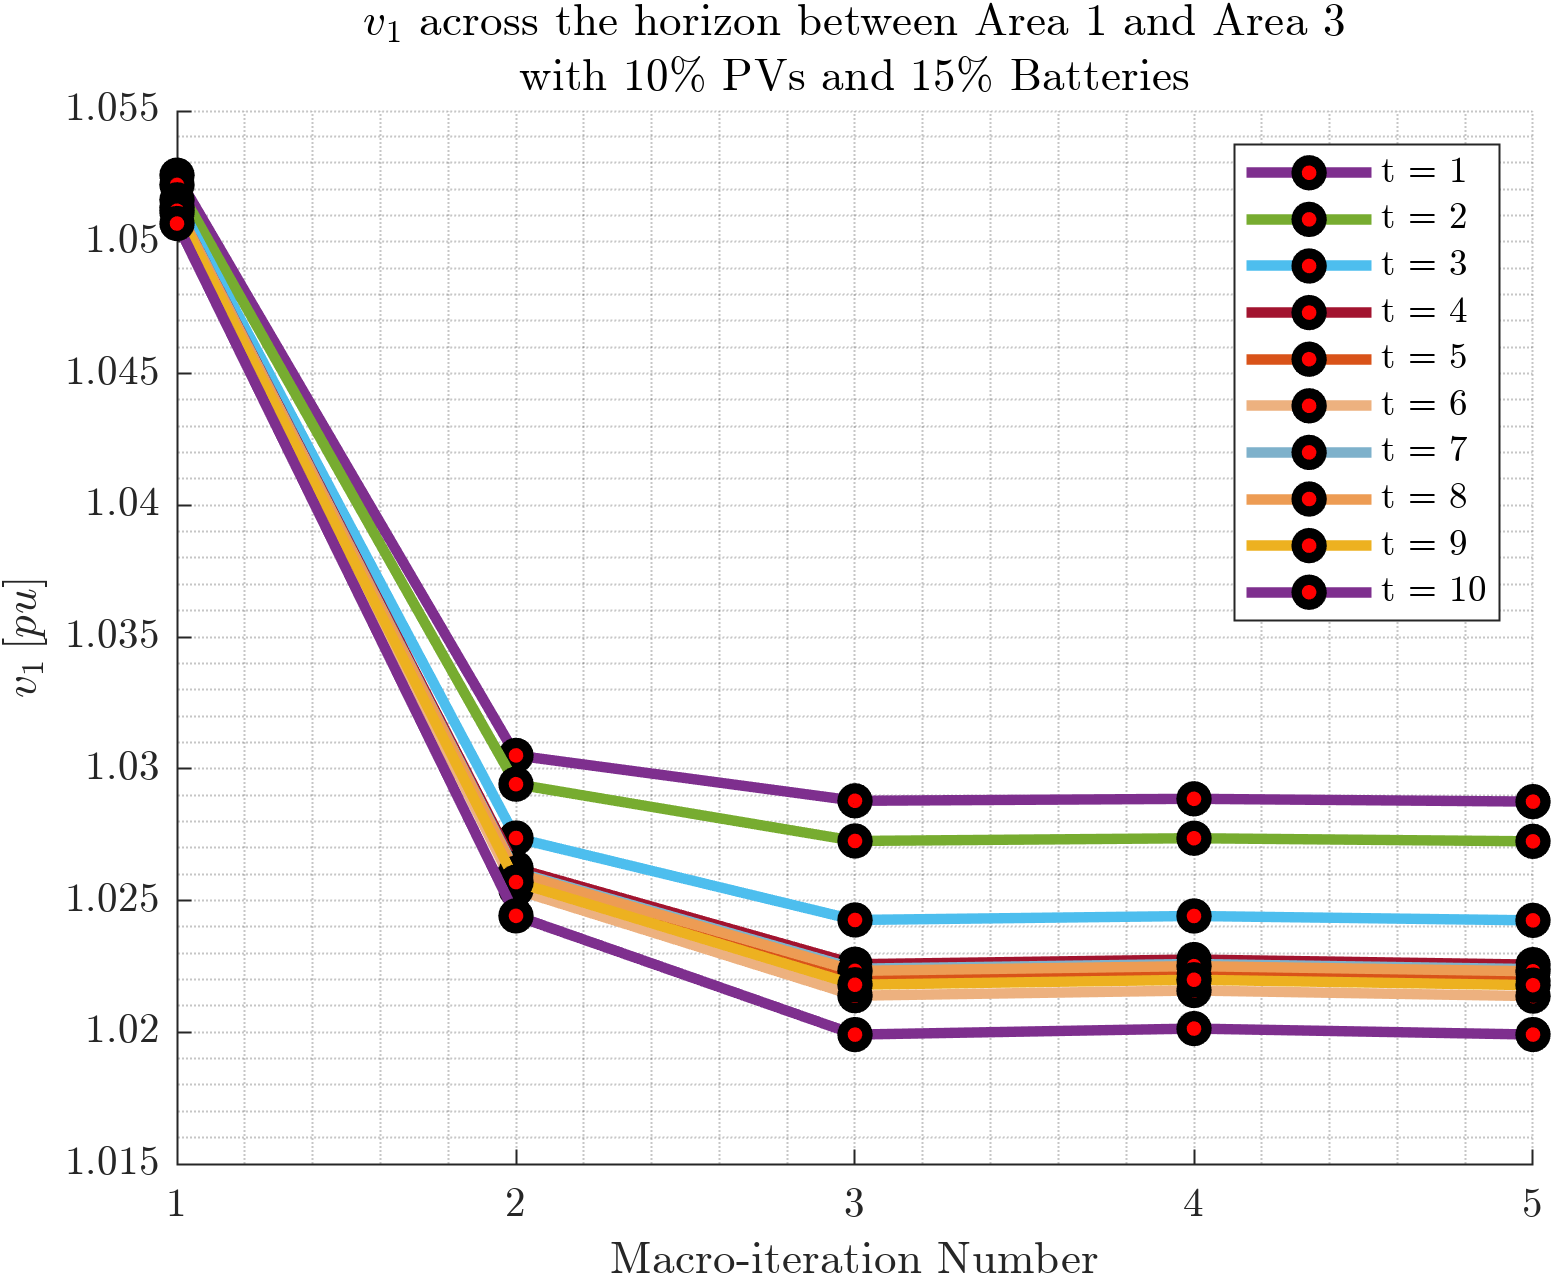 v₁ across the horizon between Area 1 and Area 3
with 10% PVs and 15% Batteries
1.055
1.05
1.045
1.04
1.035
1.03
1.025
1.02
1.015
v₁ [pu]
t = 1
t = 2
t = 3
t = 4
t = 5
t = 6
t = 7
t = 8
t = 9
t = 10
1 2 3 4 5
Macro-iteration Number